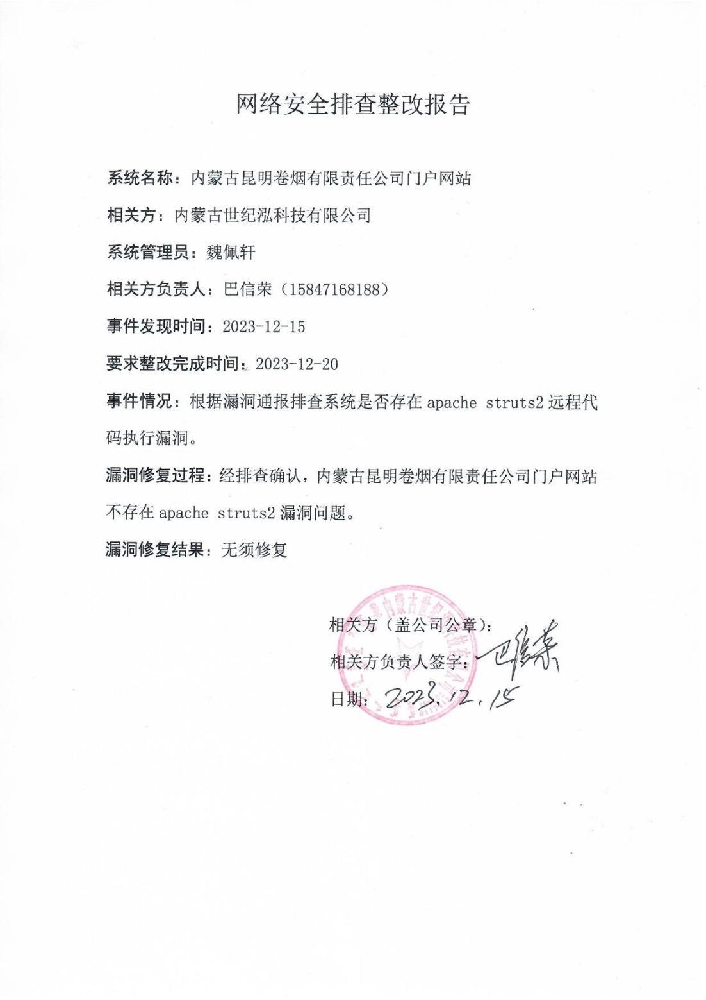 网络安全排查整改报告
系统名称：内蒙古昆明卷烟有限责任公司门户网站
相关方：内蒙古世纪泓科技有限公司
系统管理员：魏佩轩
相关方负责人：巴信荣（15847168188）
事件发现时间：2023-12-15
要求整改完成时间：2023-12-20
事件情况：根据漏洞通报排查系统是否存在 apache struts2 远程代
码执行漏洞。
漏洞修复过程：经排查确认，内蒙古昆明卷烟有限责任公司门户网站
不存在 apache struts2 漏洞问题。
漏洞修复结果：无须修复
内蒙古世纪泓科技有限公司
相关方（盖公司公章）：
相关方负责人签字：巴信荣
日期：2023.12.15